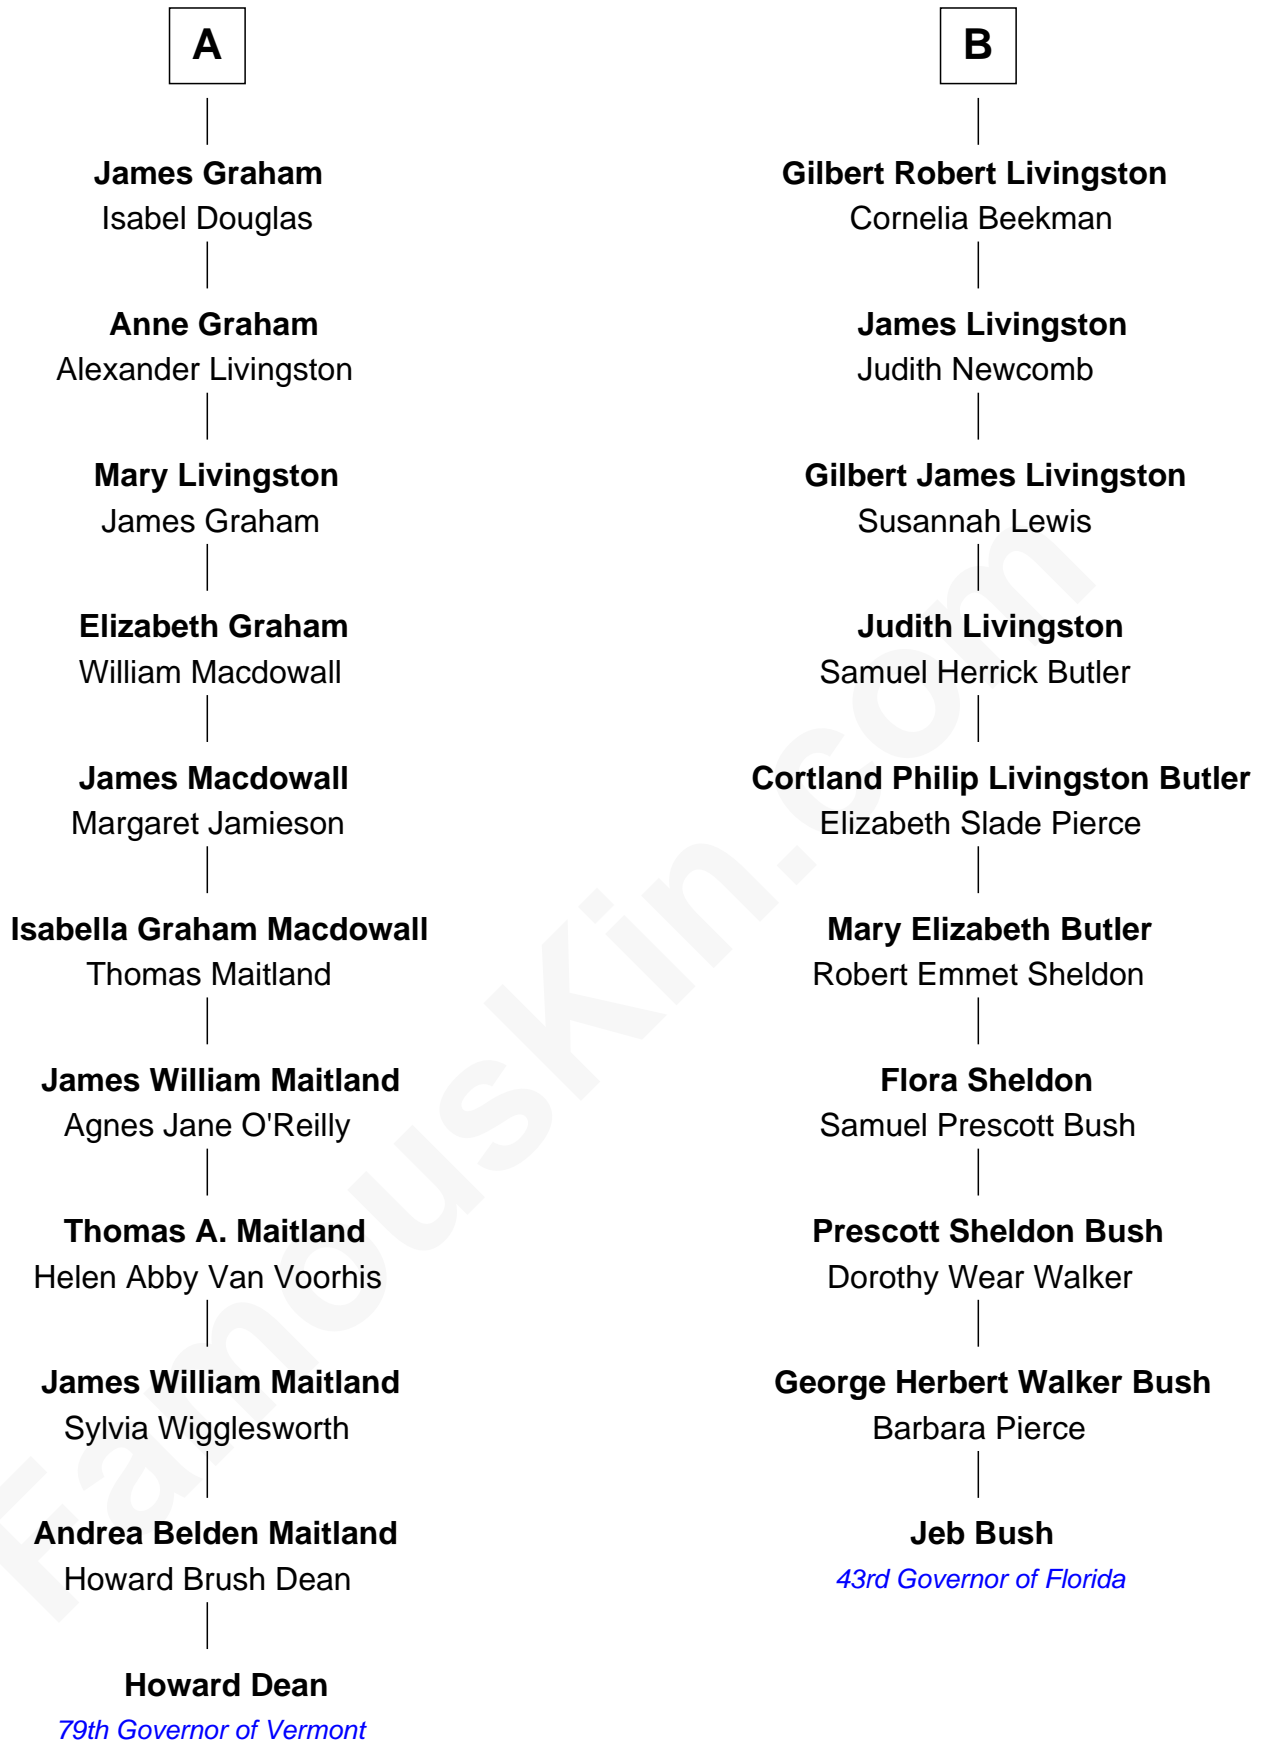 A
James Graham
Isabel Douglas
Anne Graham
Alexander Livingston
Mary Livingston
James Graham
Elizabeth Graham
William Macdowall
James Macdowall
Margaret Jamieson
Isabella Graham Macdowall
Thomas Maitland
James William Maitland
Agnes Jane O'Reilly
Thomas A. Maitland
Helen Abby Van Voorhis
James William Maitland
Sylvia Wigglesworth
Andrea Belden Maitland
Howard Brush Dean
Howard Dean
79th Governor of Vermont
B
Gilbert Robert Livingston
Cornelia Beekman
James Livingston
Judith Newcomb
Gilbert James Livingston
Susannah Lewis
Judith Livingston
Samuel Herrick Butler
Cortland Philip Livingston Butler
Elizabeth Slade Pierce
Mary Elizabeth Butler
Robert Emmet Sheldon
Flora Sheldon
Samuel Prescott Bush
Prescott Sheldon Bush
Dorothy Wear Walker
George Herbert Walker Bush
Barbara Pierce
Jeb Bush
43rd Governor of Florida
FamousKin.com